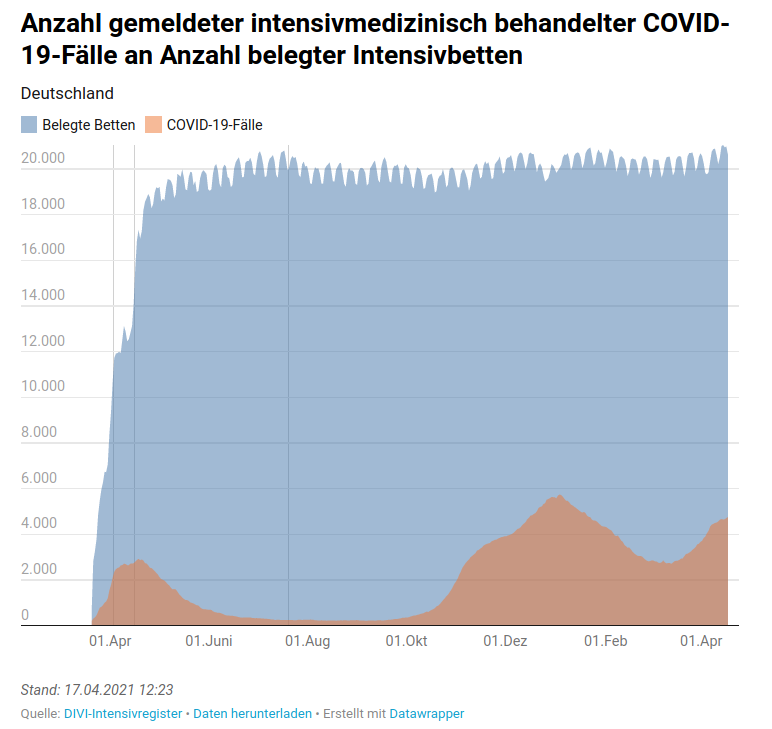 Anzahl gemeldeter intensivmedizinisch behandelter COVID-
19-Fälle an Anzahl belegter Intensivbetten
Deutschland
Belegte Betten COVID-19-Fälle
20.000
18.000
16.000
14.000
12.000
10.000
8.000
6.000
4.000
2.000
0
01.Apr 01.Juni 01.Aug 01.Okt 01.Dez 01.Feb 01.Apr
Stand: 17.04.2021 12:23
Quelle: DIVI-Intensivregister • Daten herunterladen • Erstellt mit Datawrapper